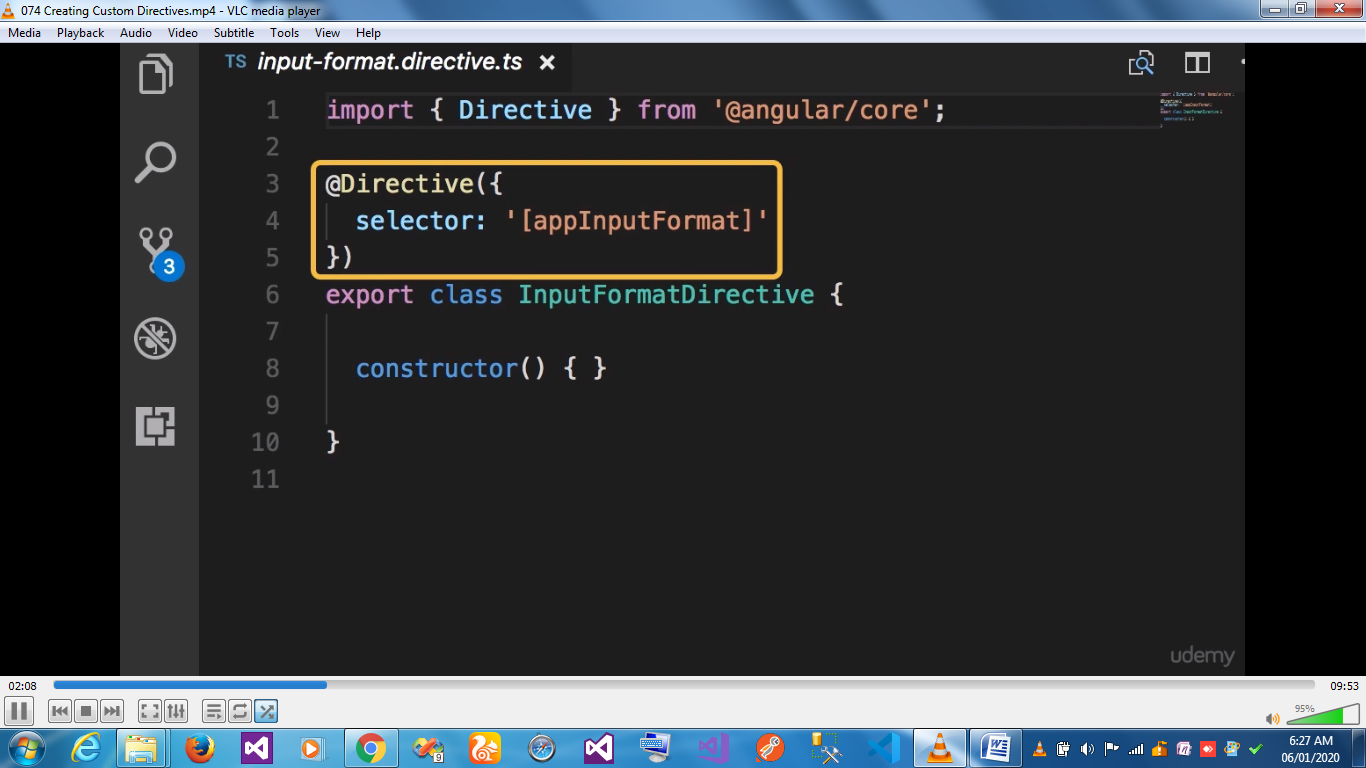 074 Creating Custom Directives.mp4 - VLC media player
Media Playback Audio Video Subtitle Tools View Help
TS input-format.directive.ts
1 import { Directive } from '@angular/core';
2
3 @Directive({
4 selector: '[appInputFormat]'
5 })
6 export class InputFormatDirective {
7
8 constructor() { }
9
10 }
11
3
udemy
02:08 09:53
95%
9
6:27 AM
06/01/2020